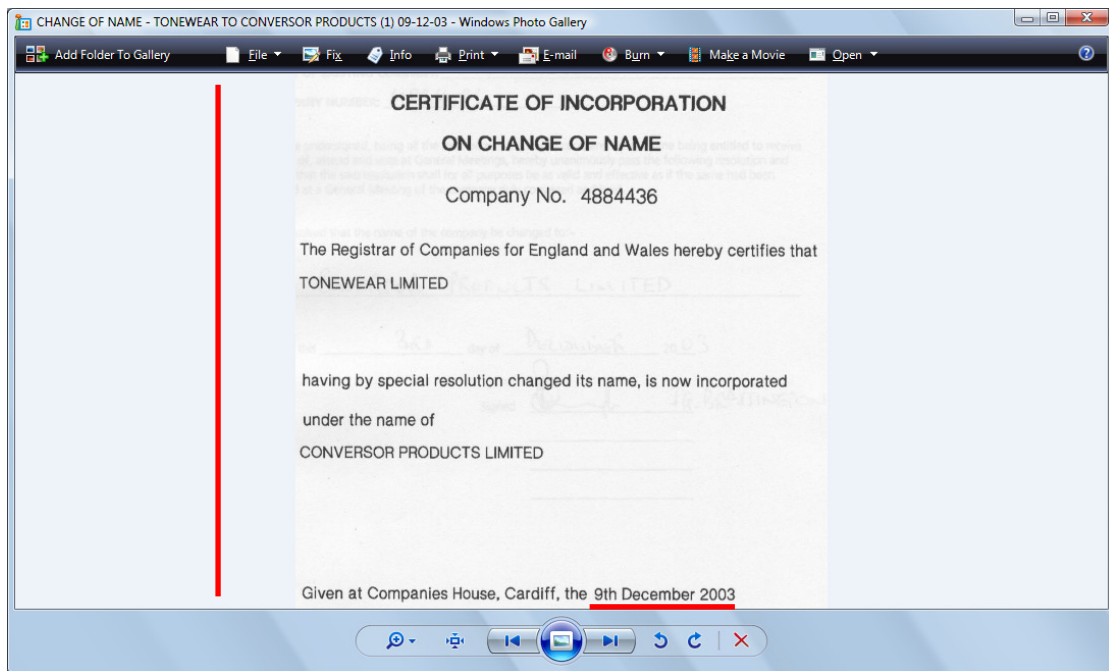 CHANGE OF NAME - TONEWEAR TO CONVERSOR PRODUCTS (1) 09-12-03 - Windows Photo Gallery
Add Folder To Gallery File Fix Info Print E-mail Burn Make a Movie Open
CERTIFICATE OF INCORPORATION
ON CHANGE OF NAME
Company No. 4884436
The Registrar of Companies for England and Wales hereby certifies that
TONEWEAR LIMITED
having by special resolution changed its name, is now incorporated
under the name of
CONVERSOR PRODUCTS LIMITED
Given at Companies House, Cardiff, the 9th December 2003